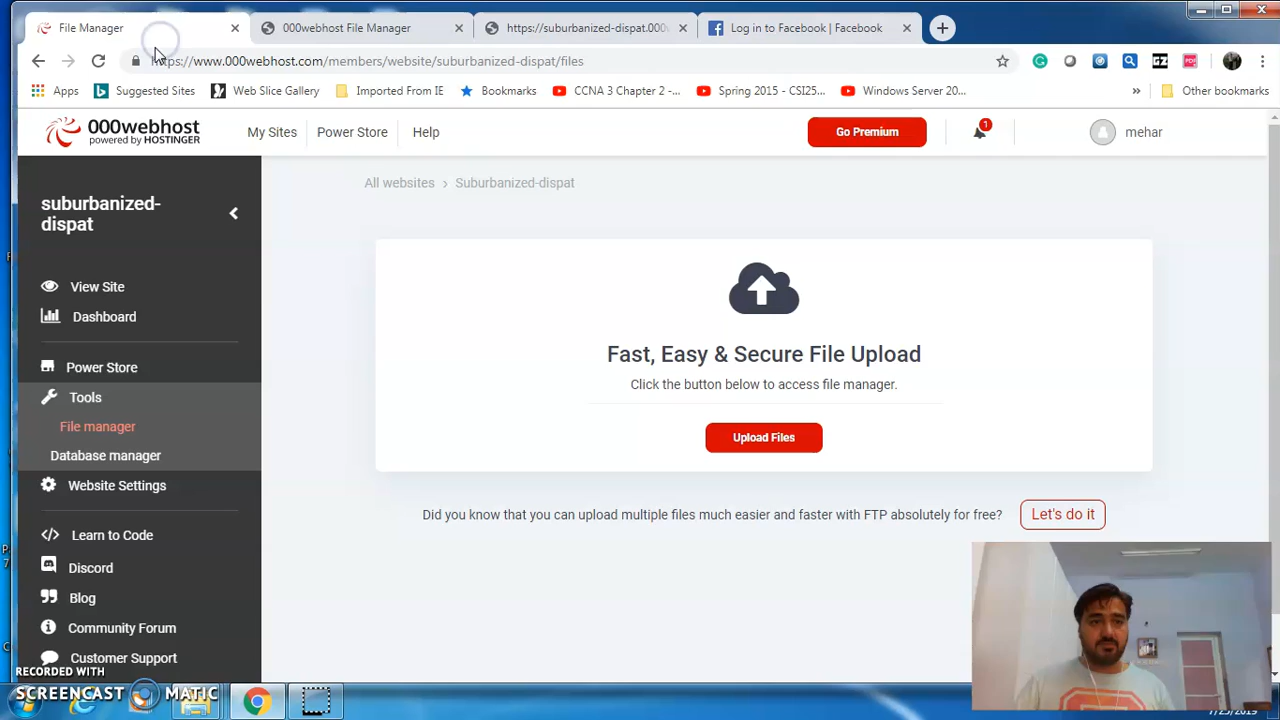 File Manager
000webhost File Manager
https://suburbanized-dispat.000w
Log in to Facebook | Facebook
https://www.000webhost.com/members/website/suburbanized-dispat/files
Apps
Suggested Sites
Web Slice Gallery
Imported From IE
Bookmarks
CCNA 3 Chapter 2 -...
Spring 2015 - CSI25...
Windows Server 20...
»
Other bookmarks
000webhost
powered by HOSTINGER
My Sites
Power Store
Help
Go Premium
1
mehar
suburbanized-
dispat
All websites › Suburbanized-dispat
View Site
Dashboard
Power Store
Tools
File manager
Database manager
Website Settings
Learn to Code
Discord
Blog
Community Forum
Customer Support
Fast, Easy & Secure File Upload
Click the button below to access file manager.
Upload Files
Did you know that you can upload multiple files much easier and faster with FTP absolutely for free?
Let's do it
RECORDED WITH
SCREENCAST MATIC
7/25/2019